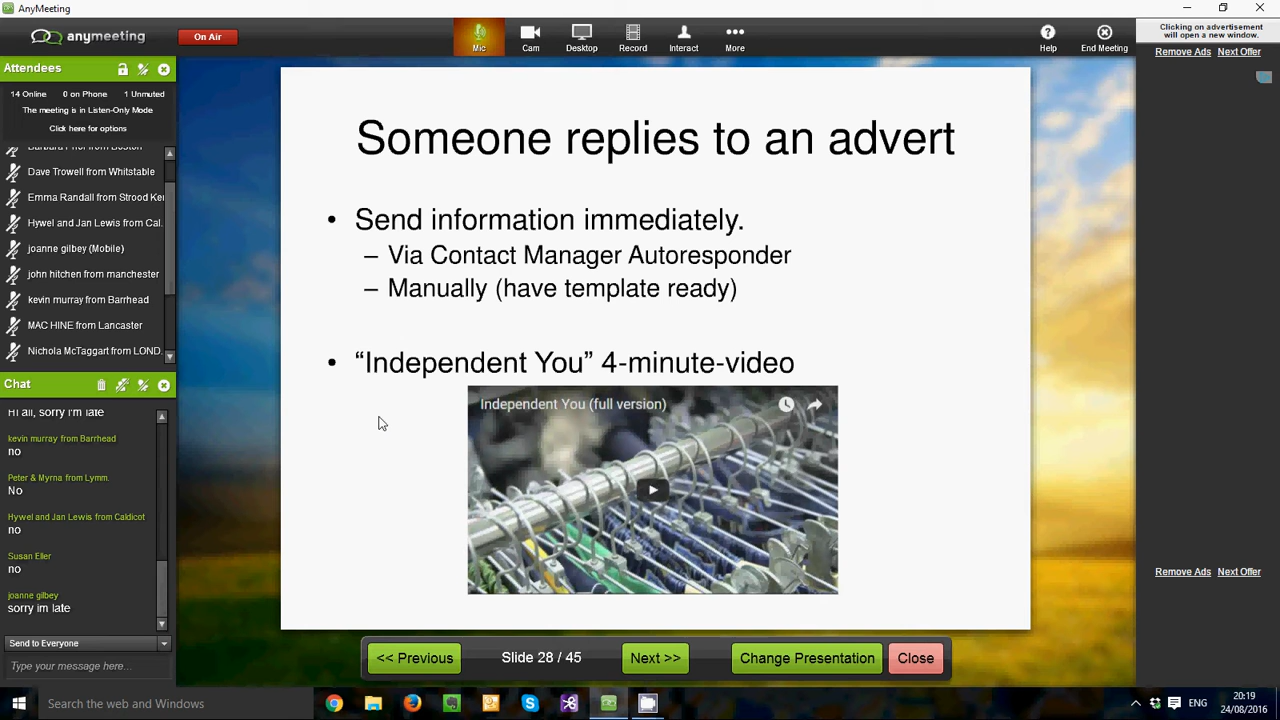 AnyMeeting
anymeeting
On Air
Mic
Cam
Desktop
Record
Interact
More
Help
End Meeting
Clicking on advertisement
will open a new window.
Remove Ads Next Offer
Attendees
14 Online 0 on Phone 1 Unmuted
The meeting is in Listen-Only Mode
Click here for options
Dave Trowell from Whitstable
Emma Randall from Strood Ke
Hywel and Jan Lewis from Cal.
joanne gilbey (Mobile)
john hitchen from manchester
kevin murray from Barrhead
MAC HINE from Lancaster
Nichola McTaggart from LOND.
Chat
Hi all, sorry I'm late
kevin murray from Barrhead
no
Peter & Myrna from Lymm.
No
Hywel and Jan Lewis from Caldicot
no
Susan Eller
no
joanne gilbey
sorry im late
Send to Everyone
Type your message here...
Someone replies to an advert
• Send information immediately.
– Via Contact Manager Autoresponder
– Manually (have template ready)
• “Independent You” 4-minute-video
Independent You (full version)
<< Previous
Slide 28 / 45
Next >>
Change Presentation
Close
Remove Ads Next Offer
Search the web and Windows
ENG
20:19
24/08/2016